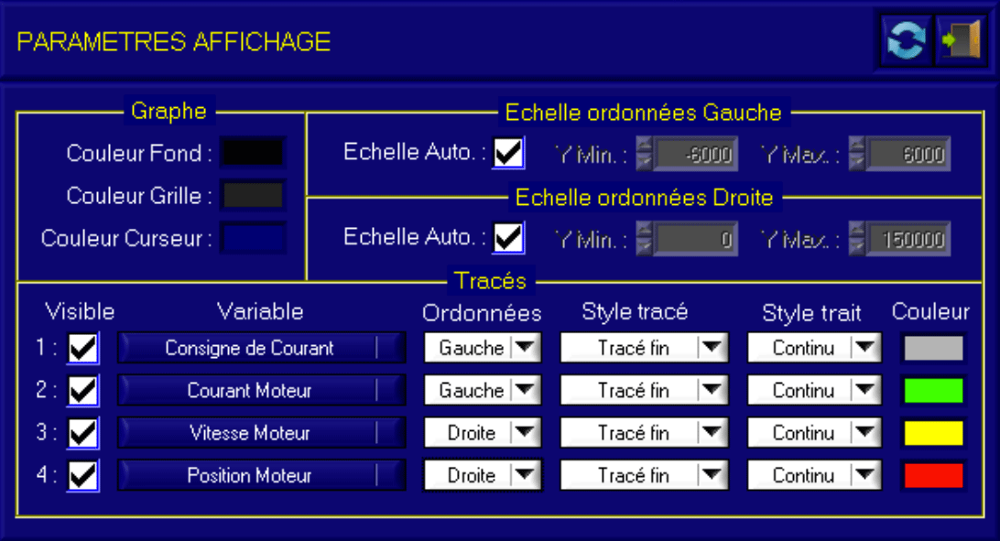 PARAMETRES AFFICHAGE
Graphe
Couleur Fond :
Couleur Grille :
Couleur Curseur :
Echelle ordonnées Gauche
Echelle Auto. : Y Min. : -6000 Y Max. : 6000
Echelle ordonnées Droite
Echelle Auto. : Y Min. : 0 Y Max. : 150000
Tracés
Visible Variable Ordonnées Style tracé Style trait Couleur
1 : Consigne de Courant Gauche Tracé fin Continu
2 : Courant Moteur Gauche Tracé fin Continu
3 : Vitesse Moteur Droite Tracé fin Continu
4 : Position Moteur Droite Tracé fin Continu